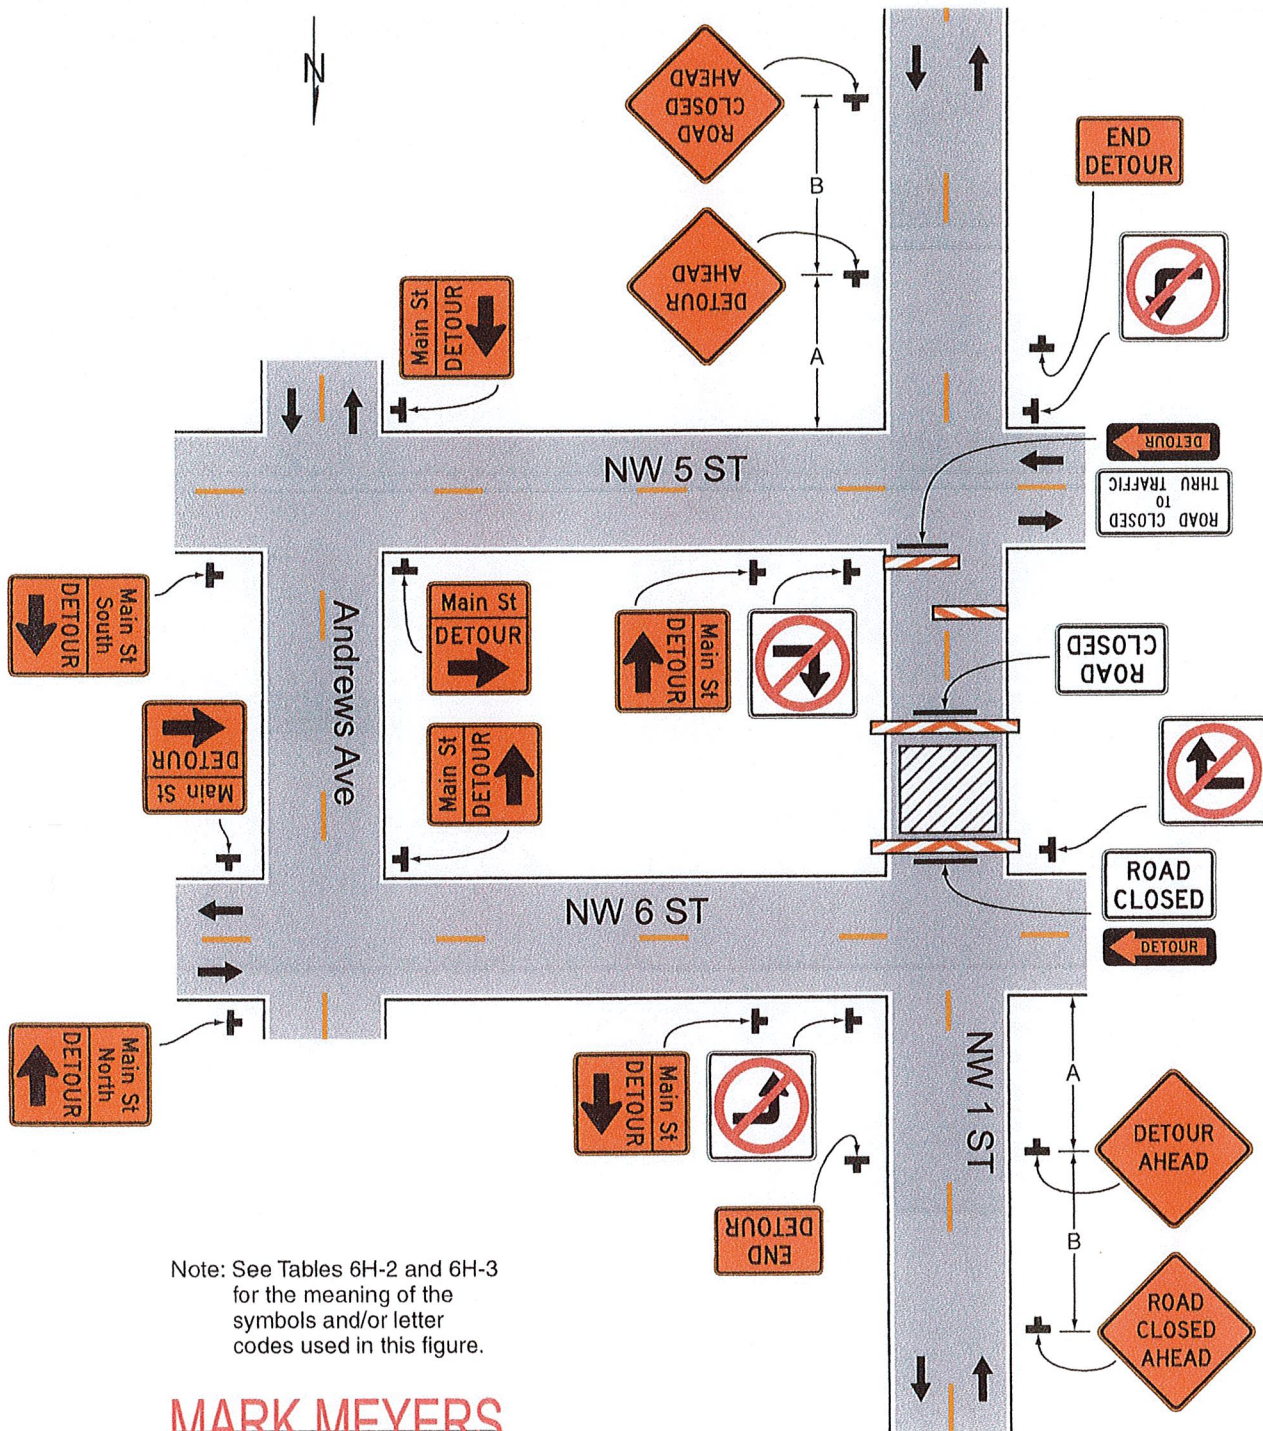 N
ROAD
CLOSED
AHEAD
B
DETOUR
AHEAD
A
END
DETOUR
Main St
DETOUR
NW 5 ST
DETOUR
ROAD CLOSED
TO
THRU TRAFFIC
Main St
South
DETOUR
Main St
DETOUR
Andrews Ave
Main St
DETOUR
ROAD
CLOSED
Main St
DETOUR
Main St
DETOUR
ROAD
CLOSED
DETOUR
NW 6 ST
Main St
North
DETOUR
Main St
DETOUR
END
DETOUR
NW 1 ST
A
DETOUR
AHEAD
B
ROAD
CLOSED
AHEAD
Note: See Tables 6H-2 and 6H-3
for the meaning of the
symbols and/or letter
codes used in this figure.
MARK MEYERS